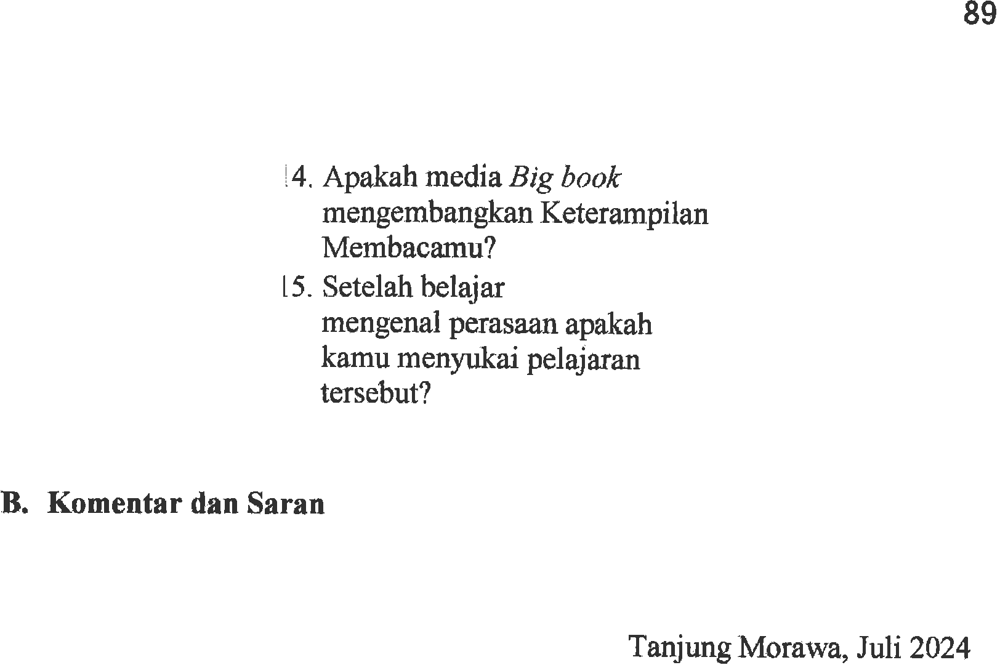 89
14. Apakah media Big book
mengembangkan Keterampilan
Membacamu?
15. Setelah belajar
mengenal perasaan apakah
kamu menyukai pelajaran
tersebut?
B. Komentar dan Saran
Tanjung Morawa, Juli 2024